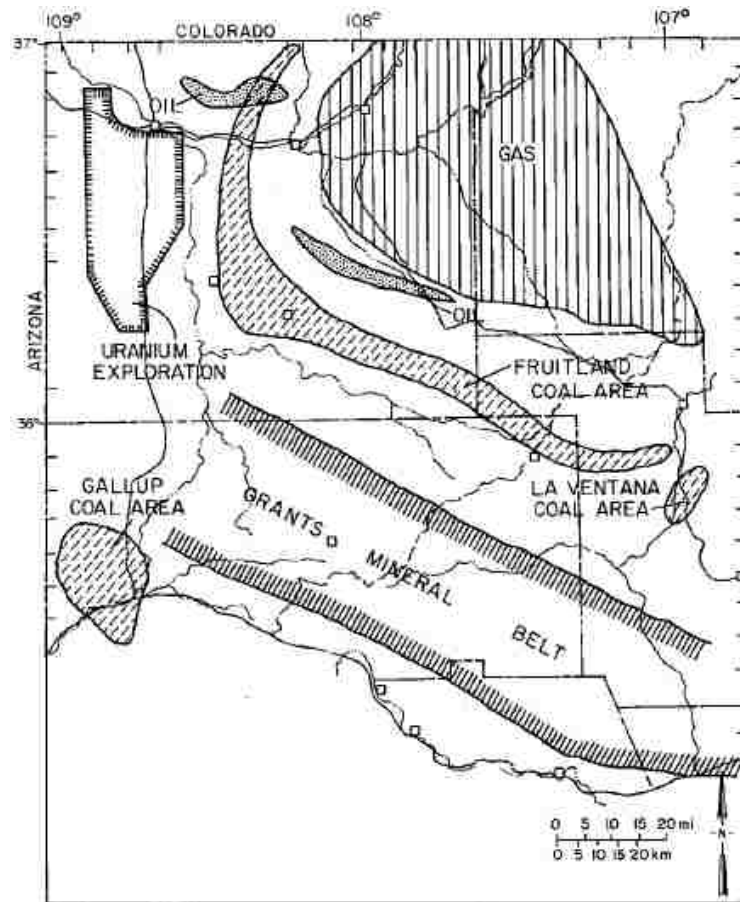 109° 108° 107°
37°
COLORADO
OIL
GAS
ARIZONA
OIL
URANIUM
EXPLORATION
FRUITLAND
COAL AREA
36°
GALLUP
COAL AREA
LA VENTANA
COAL AREA
GRANTS
MINERAL
BELT
0 5 10 15 20 mi
0 5 10 15 20 km
-N-